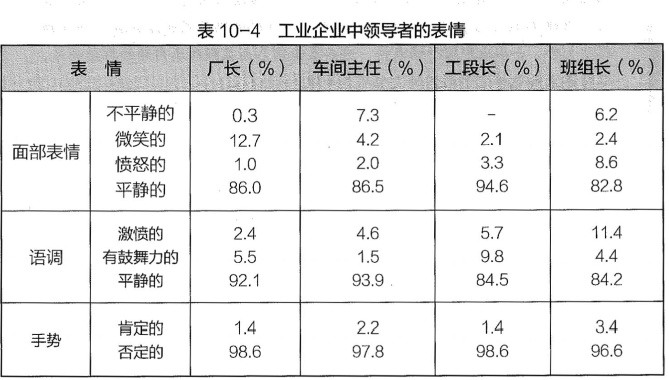 表 10-4 工业企业中领导者的表情
表 情 厂长(%) 车间主任(%) 工段长(%) 班组长(%)
面部表情 不平静的 0.3 7.3 - 6.2
微笑的 12.7 4.2 2.1 2.4
愤怒的 1.0 2.0 3.3 8.6
平静的 86.0 86.5 94.6 82.8
语调 激愤的 2.4 4.6 5.7 11.4
有鼓舞力的 5.5 1.5 9.8 4.4
平静的 92.1 93.9 84.5 84.2
手势 肯定的 1.4 2.2 1.4 3.4
否定的 98.6 97.8 98.6 96.6